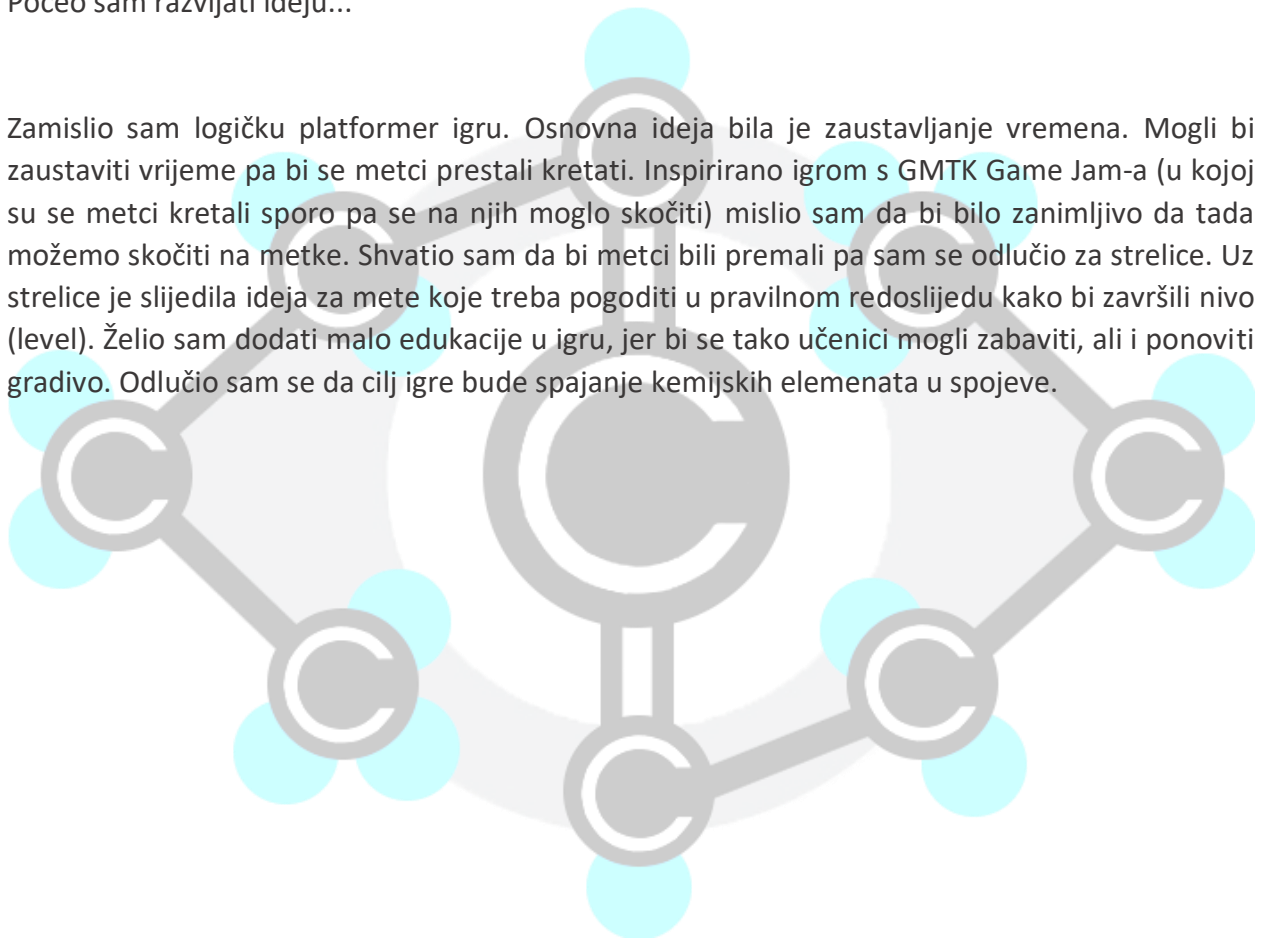 Počeo sam razvijati ideju...
Zamislio sam logičku platformer igru. Osnovna ideja bila je zaustavljanje vremena. Mogli bi
zaustaviti vrijeme pa bi se metci prestali kretati. Inspirirano igrom s GMTK Game Jam-a (u kojoj
su se metci kretali sporo pa se na njih moglo skočiti) mislio sam da bi bilo zanimljivo da tada
možemo skočiti na metke. Shvatio sam da bi metci bili premali pa sam se odlučio za strelice. Uz
strelice je slijedila ideja za mete koje treba pogoditi u pravilnom redoslijedu kako bi završili nivo
(level). Želio sam dodati malo edukacije u igru, jer bi se tako učenici mogli zabaviti, ali i ponoviti
gradivo. Odlučio sam se da cilj igre bude spajanje kemijskih elemenata u spojeve.
C
C
C
C
C
C
C
C
C